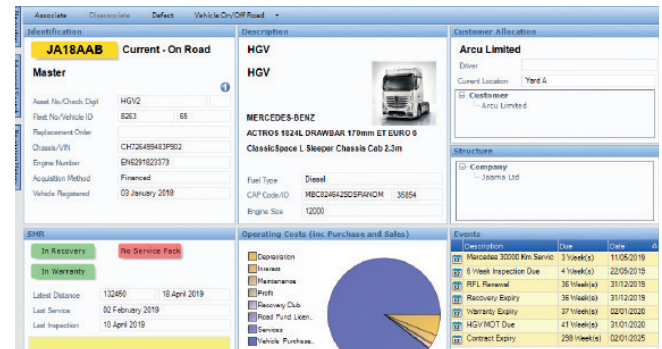 Associate Disassociate Defect Vehicle On/Off Road
Identification
JA18AAB Current - On Road
Master
Asset No/Check Digit HGV2
Fleet No/Vehicle ID 8263 65
Replacement Order
Chassis/VIN CH726499483P902
Engine Number EN6291823373
Acquisition Method Financed
Vehicle Registered 03 January 2019
Description
HGV
HGV
MERCEDES-BENZ
ACTROS 1824L DRAWBAR 170mm ET EURO 6
ClassicSpace L Sleeper Chassis Cab 2.3m
Fuel Type Diesel
CAP Code/ID 35854
Engine Size 12000
Customer Allocation
Arcu Limited
Driver
Current Location Yard A
Customer
Arcu Limited
Structure
Company
Jaama Ltd
SMR
In Recovery No Service Pack
In Warranty
Latest Distance 132450 18 April 2019
Last Service 02 February 2019
Last Inspection 10 April 2019
Operating Costs (Inc Purchase and Sales)
Depreciation
Interest
Maintenance
Profit
Recovery Club
Road Fund Licen..
Services
Vehicle Purchase..
Events
Description Due Date
Mercedes 30000 Km Servic 3 Week(s) 11/05/2019
6 Week Inspection Due 4 Week(s) 22/05/2019
RFL Renewal 36 Week(s) 31/12/2019
Recovery Expiry 36 Week(s) 31/12/2019
Warranty Expiry 37 Week(s) 02/01/2020
HGV MOT Due 41 Week(s) 31/01/2020
Contract Expiry 298 Week(s) 02/01/2025